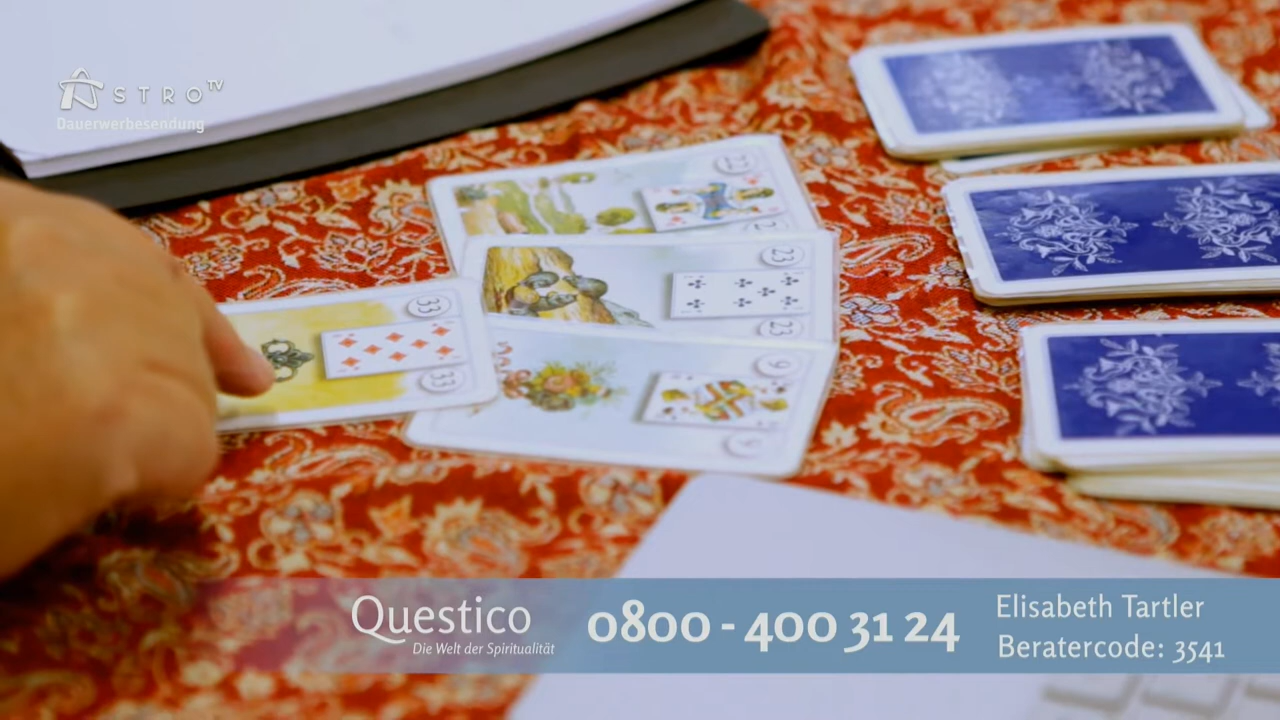 ASTRO TV
Dauerwerbesendung
23
23
33
33
9
9
Questico
Die Welt der Spiritualität
0800 - 400 31 24
Elisabeth Tartler
Beratercode: 3541